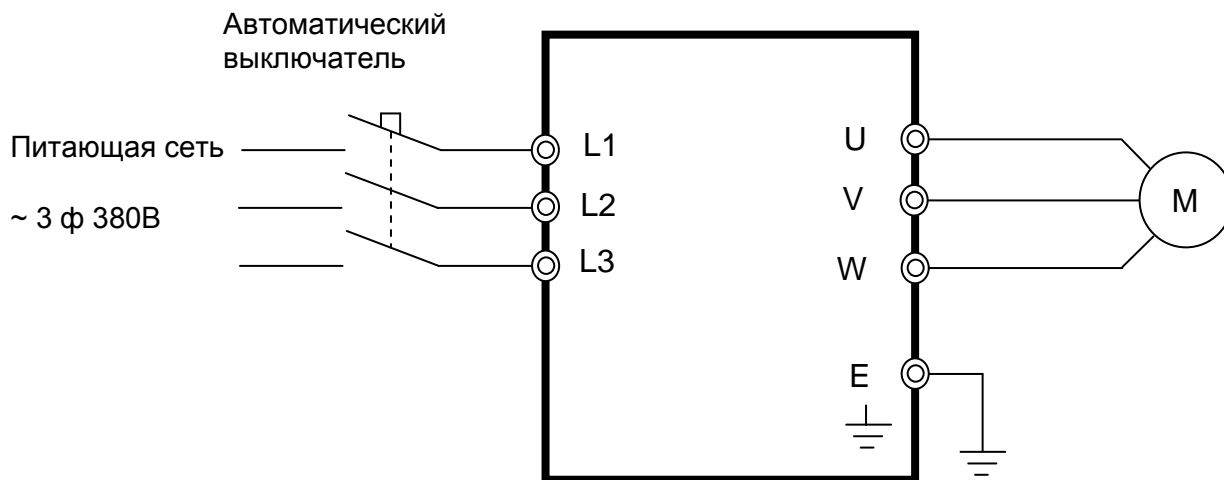 Автоматический
выключатель
Питающая сеть
~ 3 ф 380В
L1
L2
L3
U
V
W
E
M